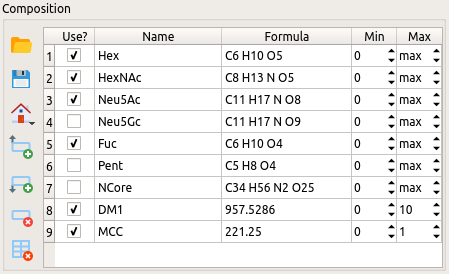 Composition
Use? Name Formula Min Max
1 Hex C6 H10 O5 0 max
2 HexNAc C8 H13 N O5 0 max
3 Neu5Ac C11 H17 N O8 0 max
4 Neu5Gc C11 H17 N O9 0 max
5 Fuc C6 H10 O4 0 max
6 Pent C5 H8 O4 0 max
7 NCore C34 H56 N2 O25 0 max
8 DM1 957.5286 0 10
9 MCC 221.25 0 1